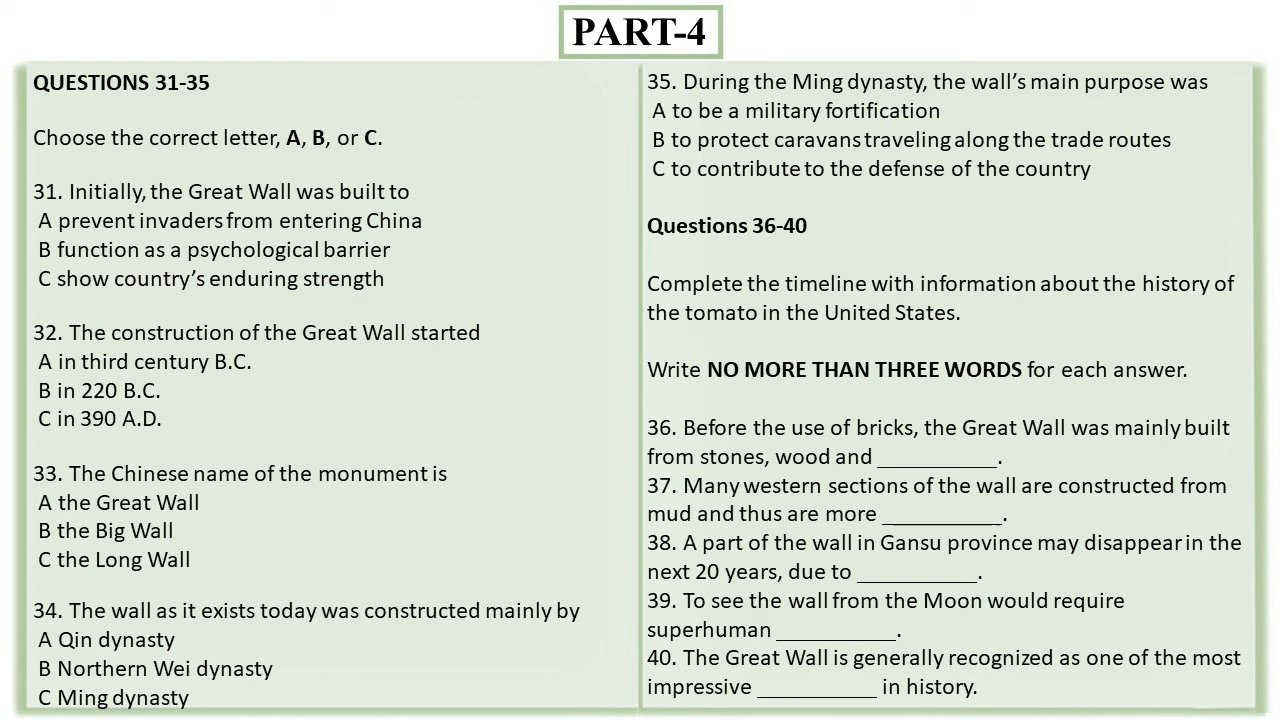 PART-4
QUESTIONS 31-35
Choose the correct letter, A, B, or C.
31. Initially, the Great Wall was built to
A prevent invaders from entering China
B function as a psychological barrier
C show country's enduring strength
32. The construction of the Great Wall started
A in third century B.C.
B in 220 B.C.
C in 390 A.D.
33. The Chinese name of the monument is
A the Great Wall
B the Big Wall
C the Long Wall
34. The wall as it exists today was constructed mainly by
A Qin dynasty
B Northern Wei dynasty
C Ming dynasty
35. During the Ming dynasty, the wall's main purpose was
A to be a military fortification
B to protect caravans traveling along the trade routes
C to contribute to the defense of the country
Questions 36-40
Complete the timeline with information about the history of
the tomato in the United States.
Write NO MORE THAN THREE WORDS for each answer.
36. Before the use of bricks, the Great Wall was mainly built
from stones, wood and __________.
37. Many western sections of the wall are constructed from
mud and thus are more __________.
38. A part of the wall in Gansu province may disappear in the
next 20 years, due to __________.
39. To see the wall from the Moon would require
superhuman __________.
40. The Great Wall is generally recognized as one of the most
impressive __________ in history.